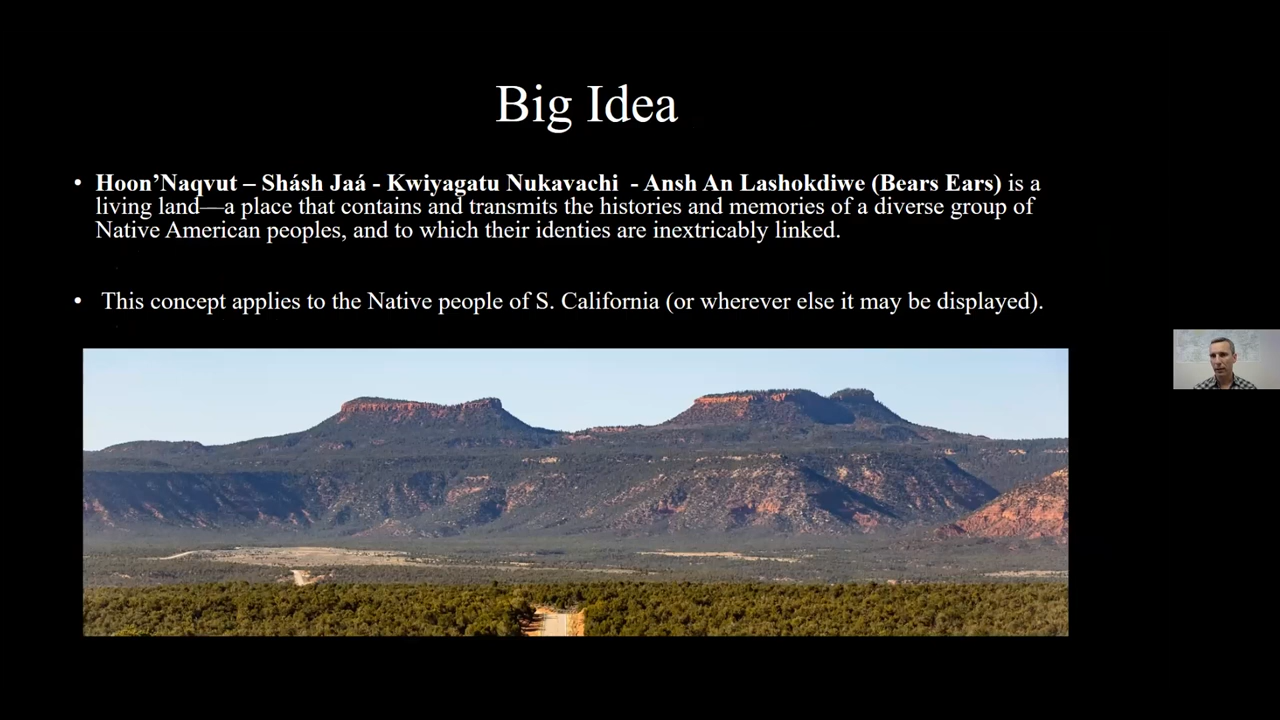 Big Idea
• Hoon’Naqvut – Shásh Jaá - Kwiyagatu Nukavachi  - Ansh An Lashokdiwe (Bears Ears) is a
living land—a place that contains and transmits the histories and memories of a diverse group of
Native American peoples, and to which their identies are inextricably linked.
• This concept applies to the Native people of S. California (or wherever else it may be displayed).